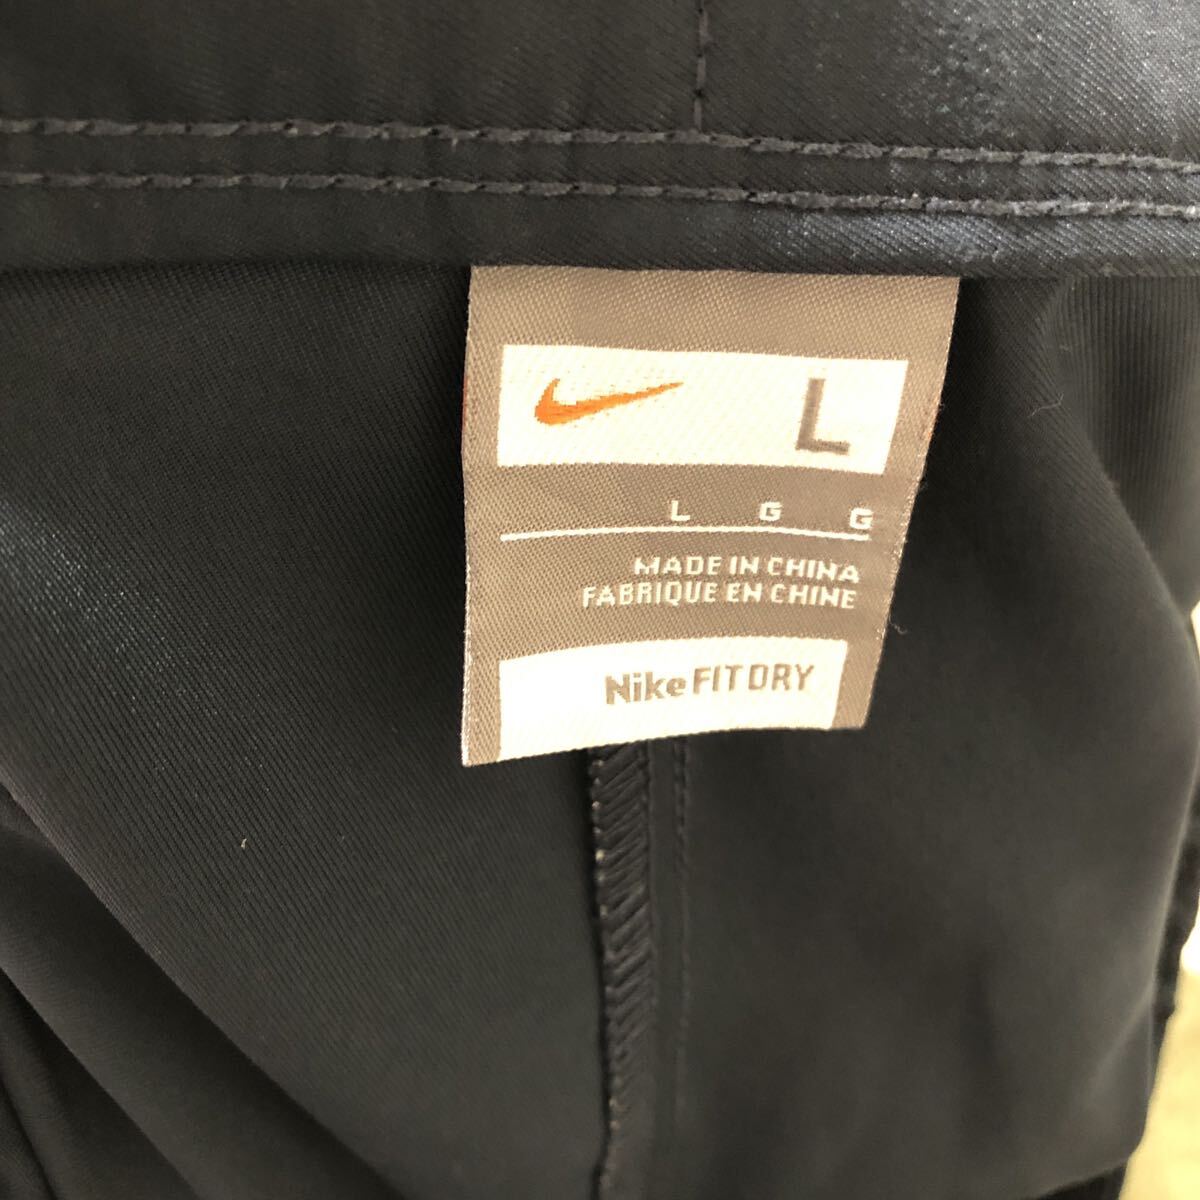 L
L G G
MADE IN CHINA
FABRIQUE EN CHINE
Nike FIT DRY